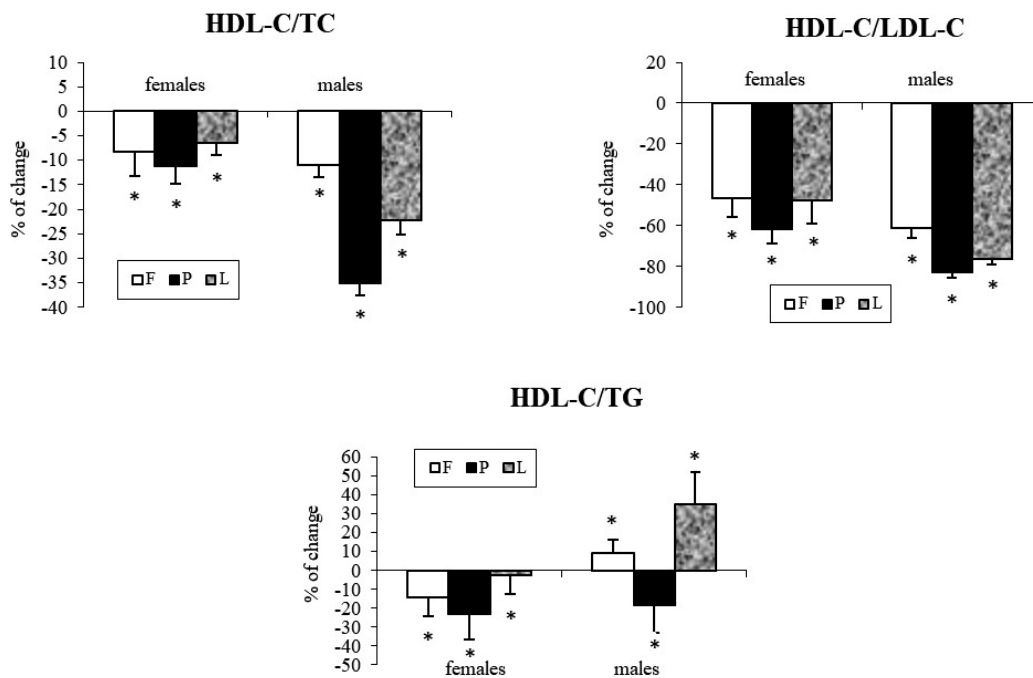 HDL-C/TC
% of change
10
5
0
-5
-10
-15
-20
-25
-30
-35
-40
females
males
* * * * * *
F P L
HDL-C/LDL-C
% of change
20
0
-20
-40
-60
-80
-100
females
males
* * * * * *
F P L
HDL-C/TG
% of change
60
50
40
30
20
10
0
-10
-20
-30
-40
-50
F P L
* * * * * *
females
males